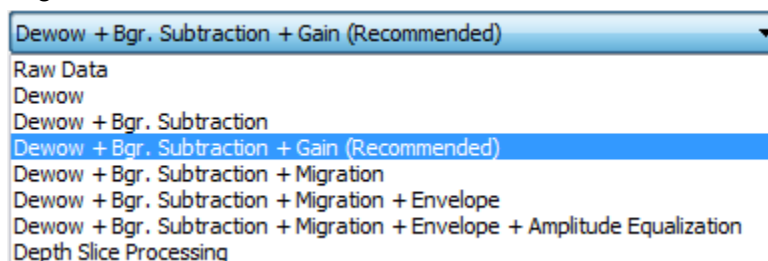 Dewow + Bgr. Subtraction + Gain (Recommended)
Raw Data
Dewow
Dewow + Bgr. Subtraction
Dewow + Bgr. Subtraction + Gain (Recommended)
Dewow + Bgr. Subtraction + Migration
Dewow + Bgr. Subtraction + Migration + Envelope
Dewow + Bgr. Subtraction + Migration + Envelope + Amplitude Equalization
Depth Slice Processing